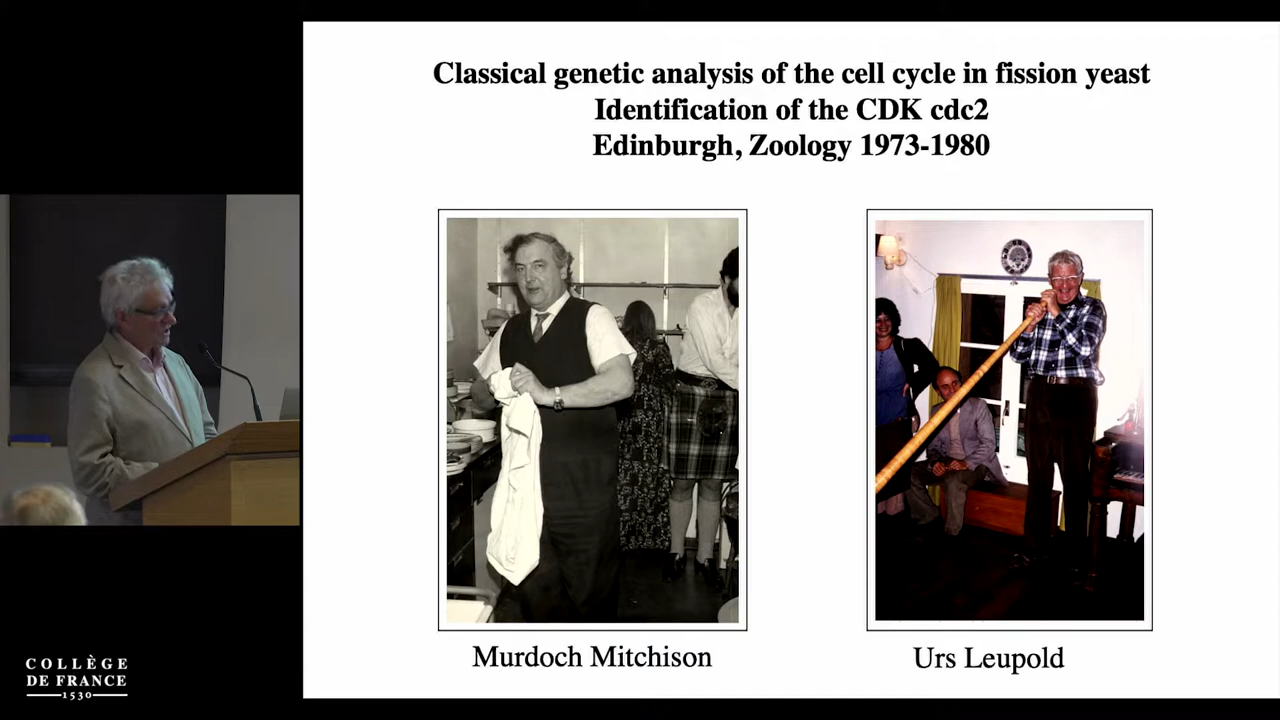 Classical genetic analysis of the cell cycle in fission yeast
Identification of the CDK cdc2
Edinburgh, Zoology 1973-1980
Murdoch Mitchison
Urs Leupold
COLLÈGE
DE FRANCE
1530